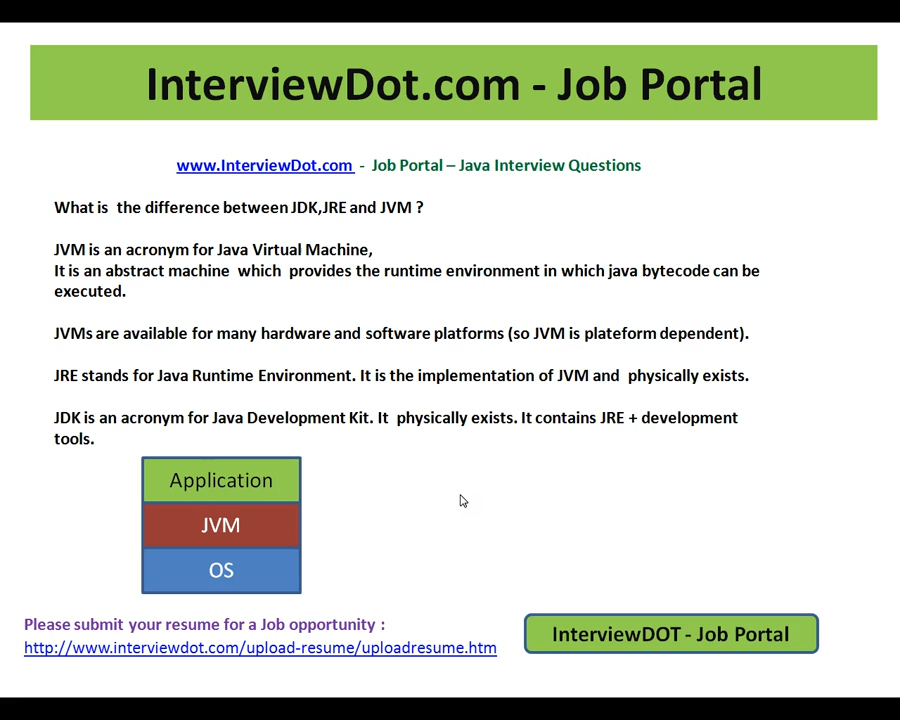 InterviewDot.com - Job Portal
www.InterviewDot.com - Job Portal – Java Interview Questions
What is the difference between JDK,JRE and JVM ?
JVM is an acronym for Java Virtual Machine,
It is an abstract machine which provides the runtime environment in which java bytecode can be
executed.
JVMs are available for many hardware and software platforms (so JVM is plateform dependent).
JRE stands for Java Runtime Environment. It is the implementation of JVM and physically exists.
JDK is an acronym for Java Development Kit. It physically exists. It contains JRE + development
tools.
Application
JVM
OS
Please submit your resume for a Job opportunity :
http://www.interviewdot.com/upload-resume/uploadresume.htm
InterviewDOT - Job Portal